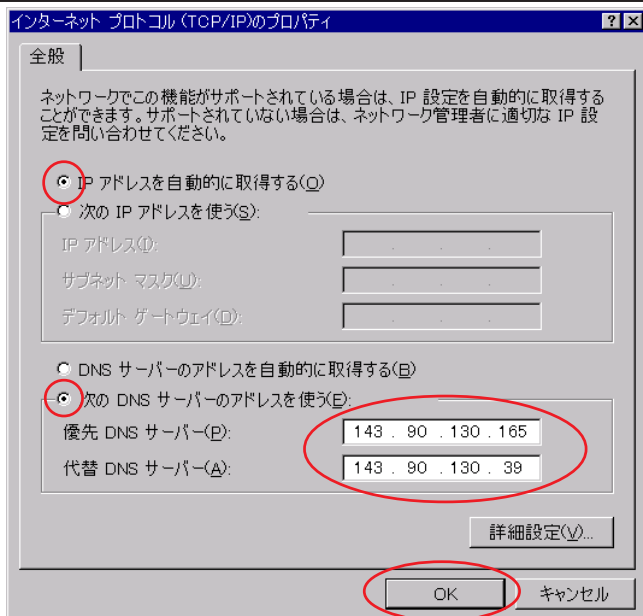 インターネット プロトコル (TCP/IP)のプロパティ
全般
ネットワークでこの機能がサポートされている場合は、IP 設定を自動的に取得する
ことができます。サポートされていない場合は、ネットワーク管理者に適切な IP 設
定を問い合わせてください。
IP アドレスを自動的に取得する(O)
次の IP アドレスを使う(S):
IP アドレス(I):
サブネット マスク(U):
デフォルト ゲートウェイ(D):
DNS サーバーのアドレスを自動的に取得する(B)
次の DNS サーバーのアドレスを使う(E):
優先 DNS サーバー(P): 143 . 90 . 130 . 165
代替 DNS サーバー(A): 143 . 90 . 130 . 39
詳細設定(V)...
OK キャンセル